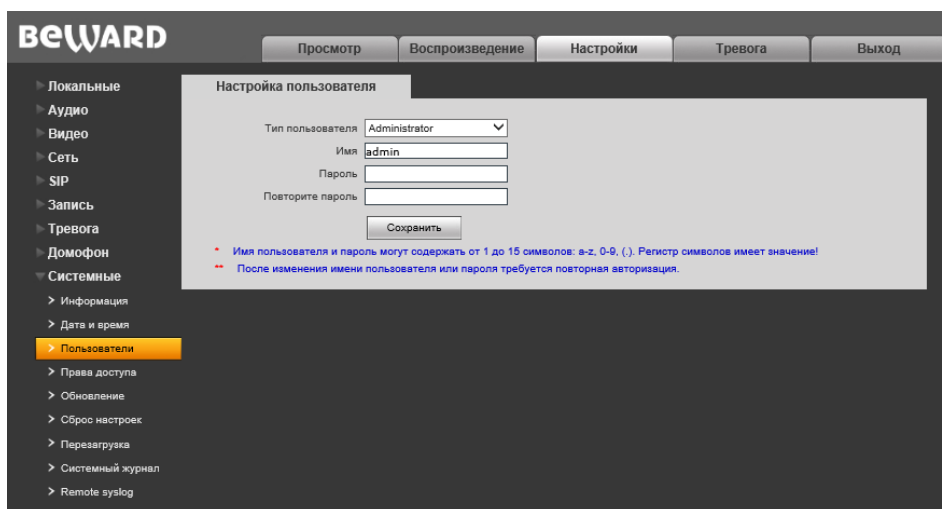 BEWARD
Просмотр
Воспроизведение
Настройки
Тревога
Выход
Локальные
Аудио
Видео
Сеть
SIP
Запись
Тревога
Домофон
Системные
Информация
Дата и время
Пользователи
Права доступа
Обновление
Сброс настроек
Перезагрузка
Системный журнал
Remote syslog
Настройка пользователя
Тип пользователя Administrator
Имя admin
Пароль
Повторите пароль
Сохранить
* Имя пользователя и пароль могут содержать от 1 до 15 символов: a-z, 0-9, (.). Регистр символов имеет значение!
** После изменения имени пользователя или пароля требуется повторная авторизация.